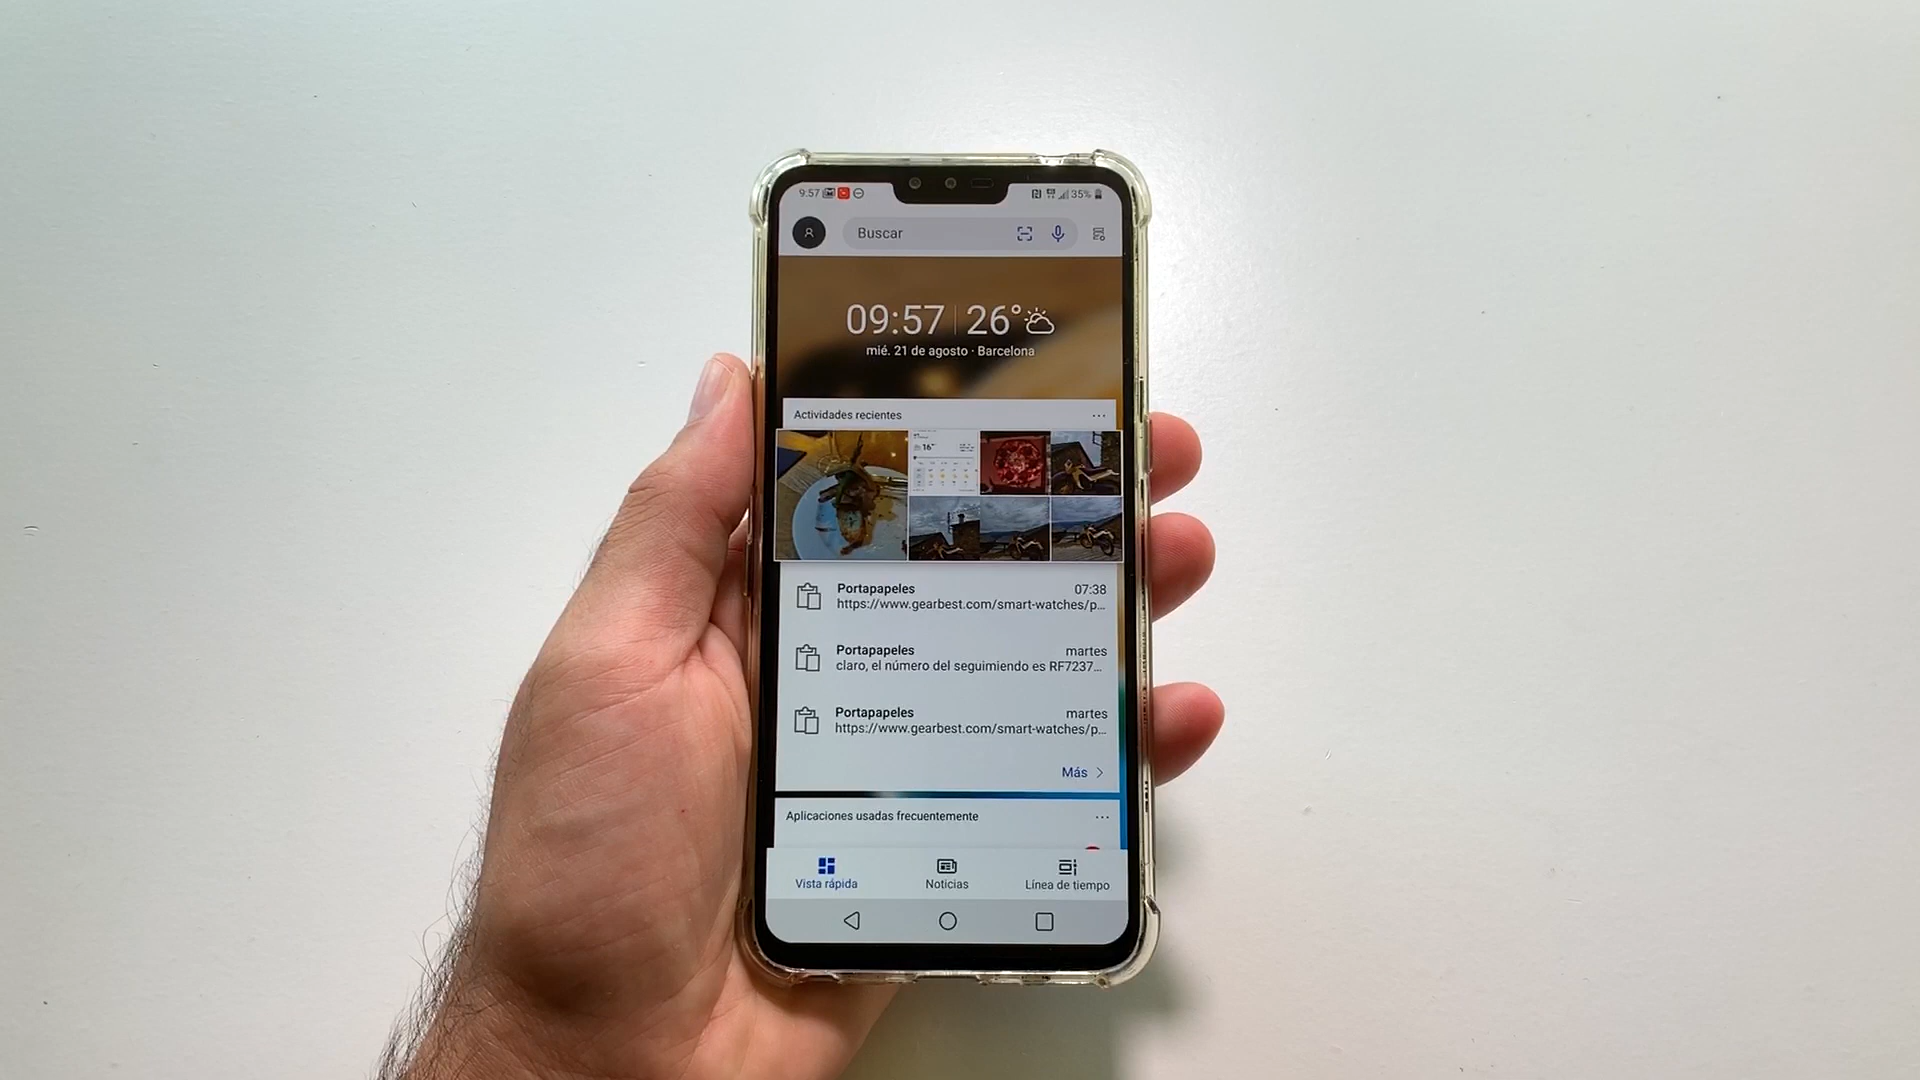 9:57 35%
Buscar
09:57 26°
mié. 21 de agosto · Barcelona
Actividades recientes
16°
Portapapeles 07:38
https://www.gearbest.com/smart-watches/p...
Portapapeles martes
claro, el número del seguimiento es RF7237...
Portapapeles martes
https://www.gearbest.com/smart-watches/p...
Más
Aplicaciones usadas frecuentemente
Vista rápida Noticias Línea de tiempo